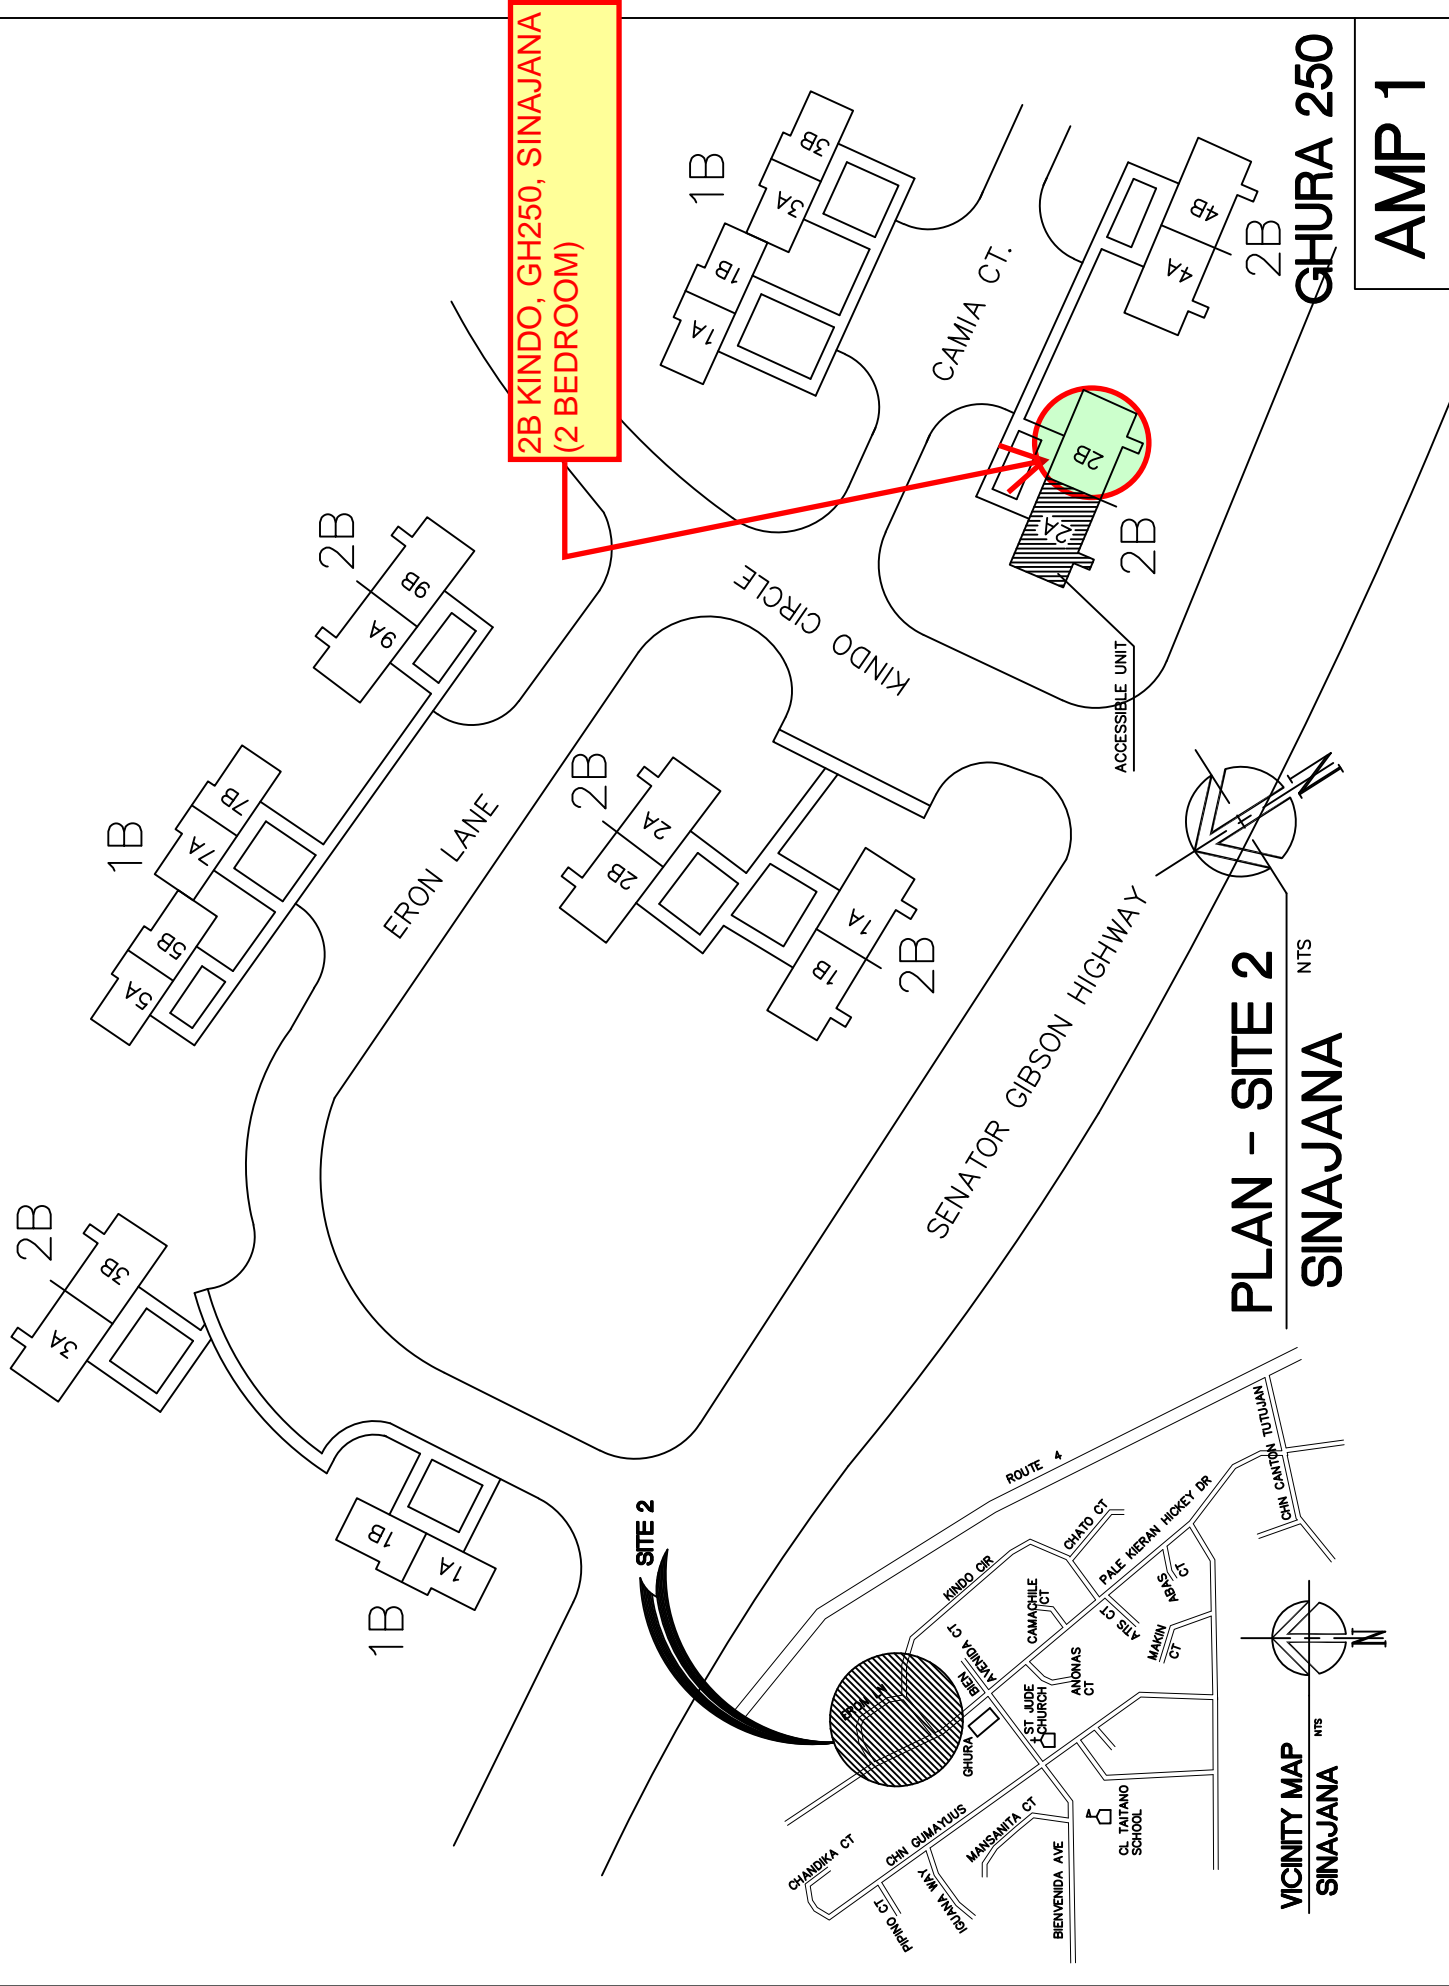 2B KINDO, GH250, SINAJANA
(2 BEDROOM)
GHURA 250
AMP 1
1B
3B
3A
1B
1A
CAMIA CT.
4B
4A
2B
2B
2A
2B
ACCESSIBLE UNIT
KINDO CIRCLE
2B
9B
9A
1B
7B
7A
5B
5A
ERON LANE
2B
2A
2B
1A
1B
2B
SENATOR GIBSON HIGHWAY
N
PLAN - SITE 2
NTS
SINAJANA
2B
3B
3A
1B
1A
1B
SITE 2
ROUTE 4
CHN CANTON TUTUJAN
KINDO CIR
CHATO CT
PALE KIERAN HICKEY DR
CAMACHILE
CT
ABAS
CT
ATIS CT
MAKIN
CT
BIEN
AVENIDA CT
ANONAS
CT
ERON LN
ST JUDE
CHURCH
GHURA
CHN GUMAYUUS
MANSANITA CT
CL TAITANO
SCHOOL
CHANDIKA CT
PIPINO CT
IGUANA WAY
BIENVENIDA AVE
N
VICINITY MAP
NTS
SINAJANA